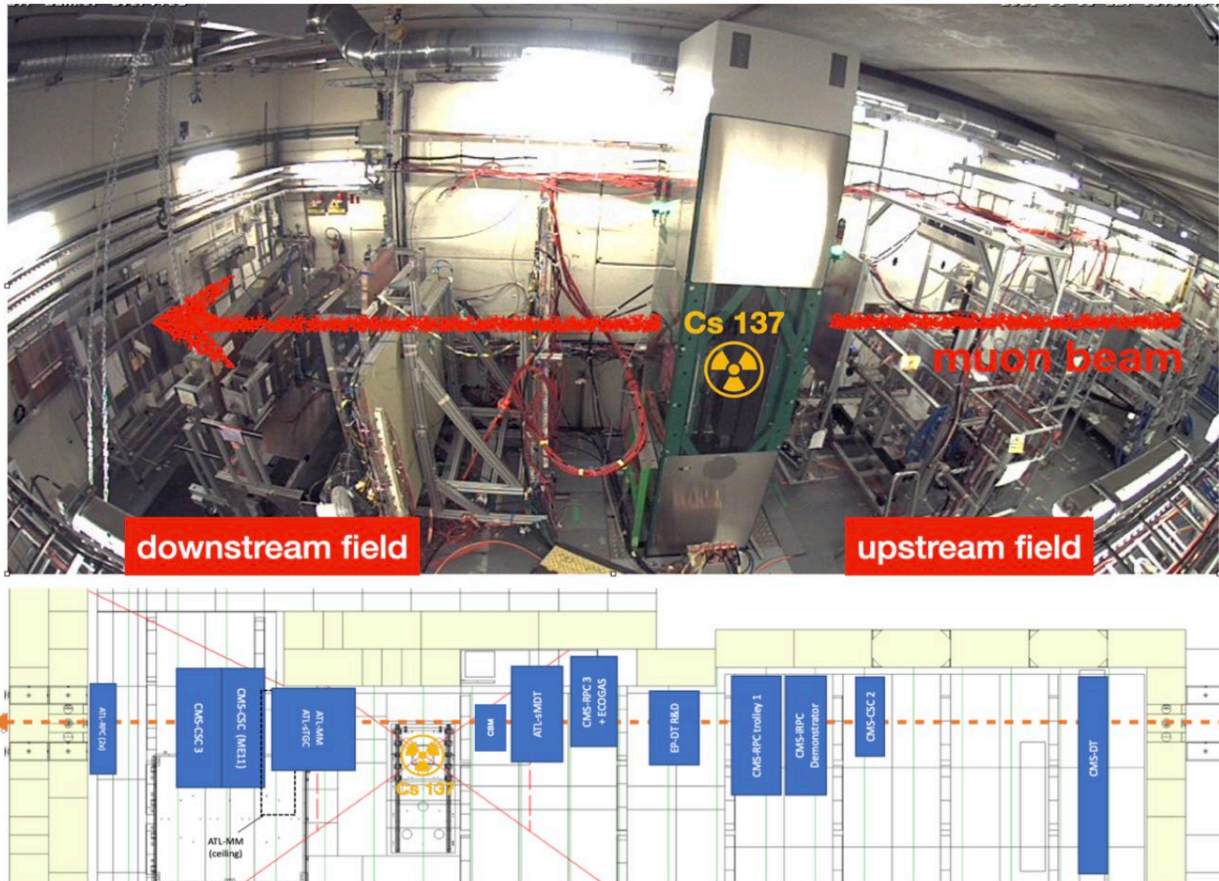 Cs 137
muon beam
downstream field
upstream field
ATL-RPC (2x)
CMS-CSC 3
CMS-CSC (ME11)
ATL-MM
ATL-sTGC
ATL-MM
(ceiling)
Cs 137
CBM
ATL-sMDT
CMS-RPC 3
+ ECOGAS
EP-DT R&D
CMS-RPC trolley 1
CMS-iRPC
Demonstrator
CMS-CSC 2
CMS-DT